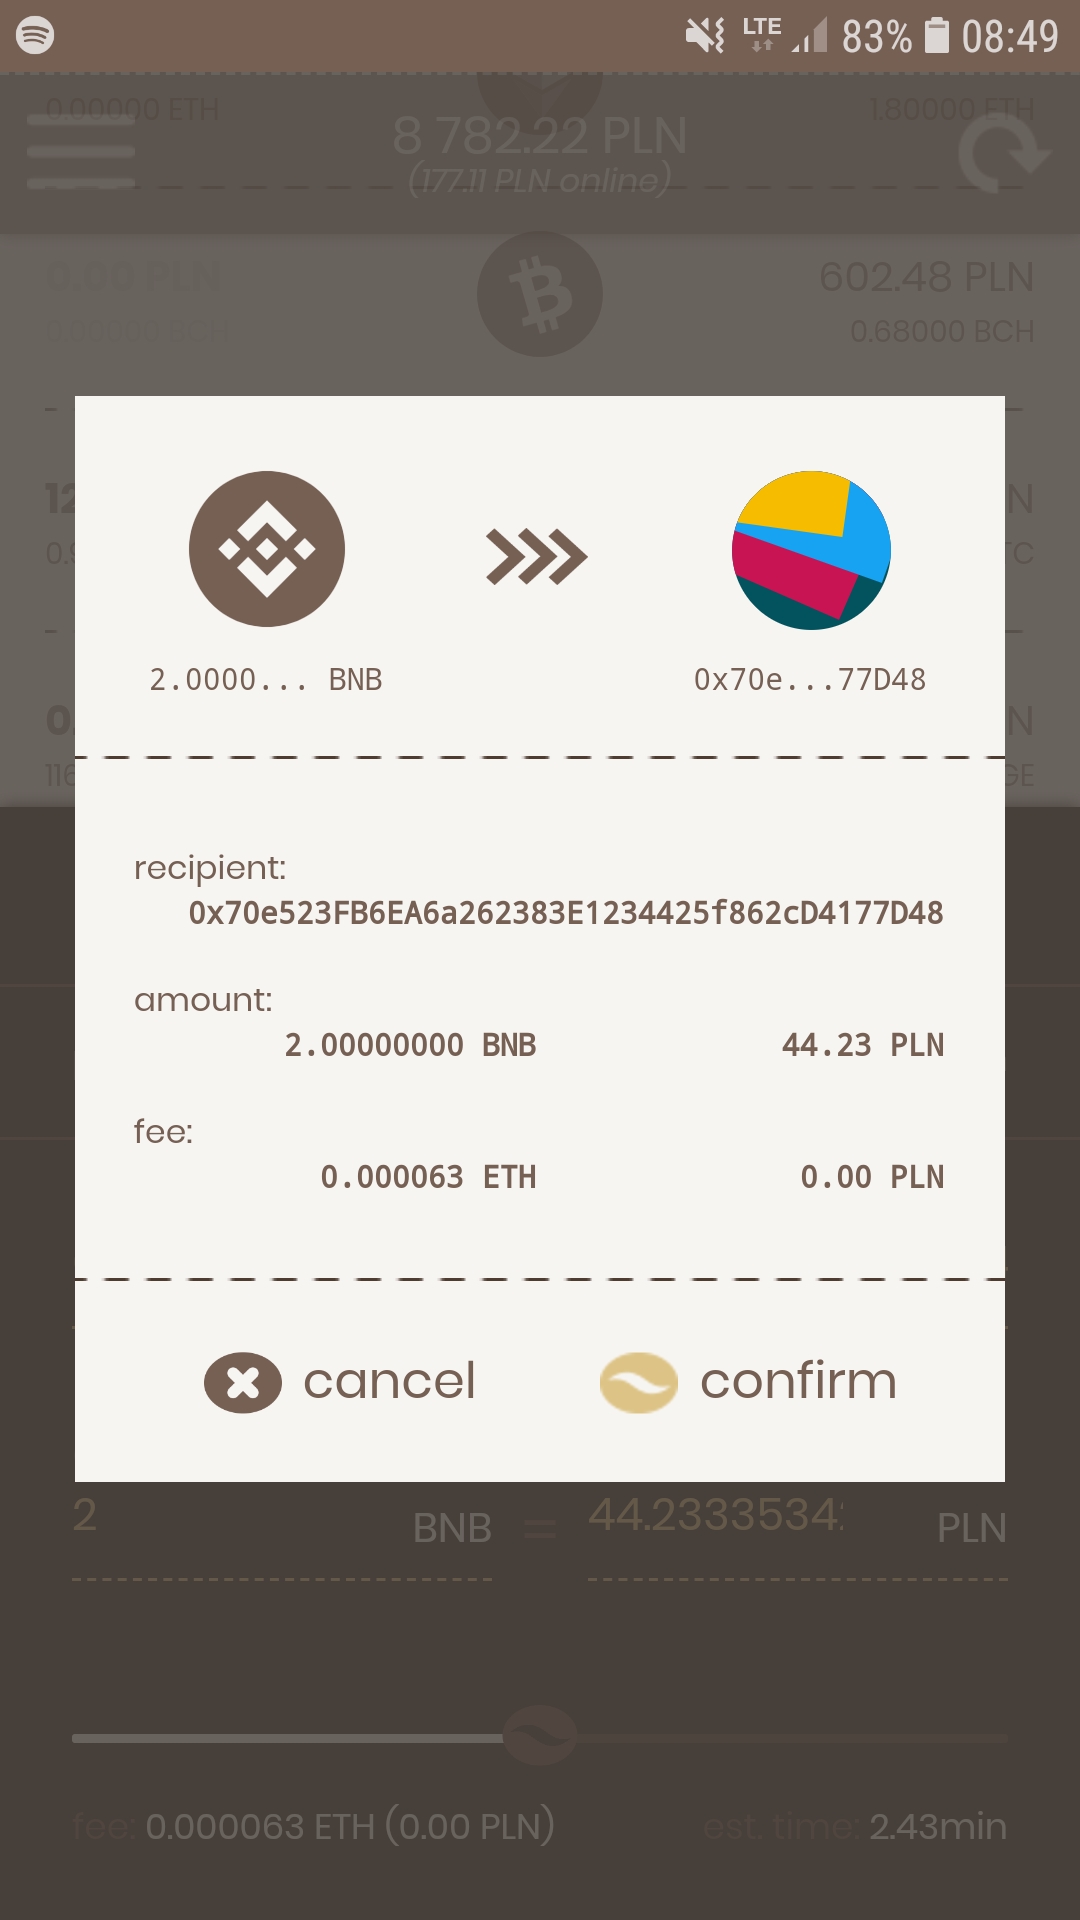 LTE 83% 08:49
0.00000 ETH 1.80000 ETH
8 782.22 PLN
(177.11 PLN online)
0.00 PLN 602.48 PLN
0.00000 BCH 0.68000 BCH
2.0000... BNB 0x70e...77D48
recipient:
0x70e523FB6EA6a262383E1234425f862cD4177D48
amount:
2.00000000 BNB 44.23 PLN
fee:
0.000063 ETH 0.00 PLN
cancel confirm
2 BNB = 44.2333534 PLN
fee: 0.000063 ETH (0.00 PLN) est. time: 2.43min